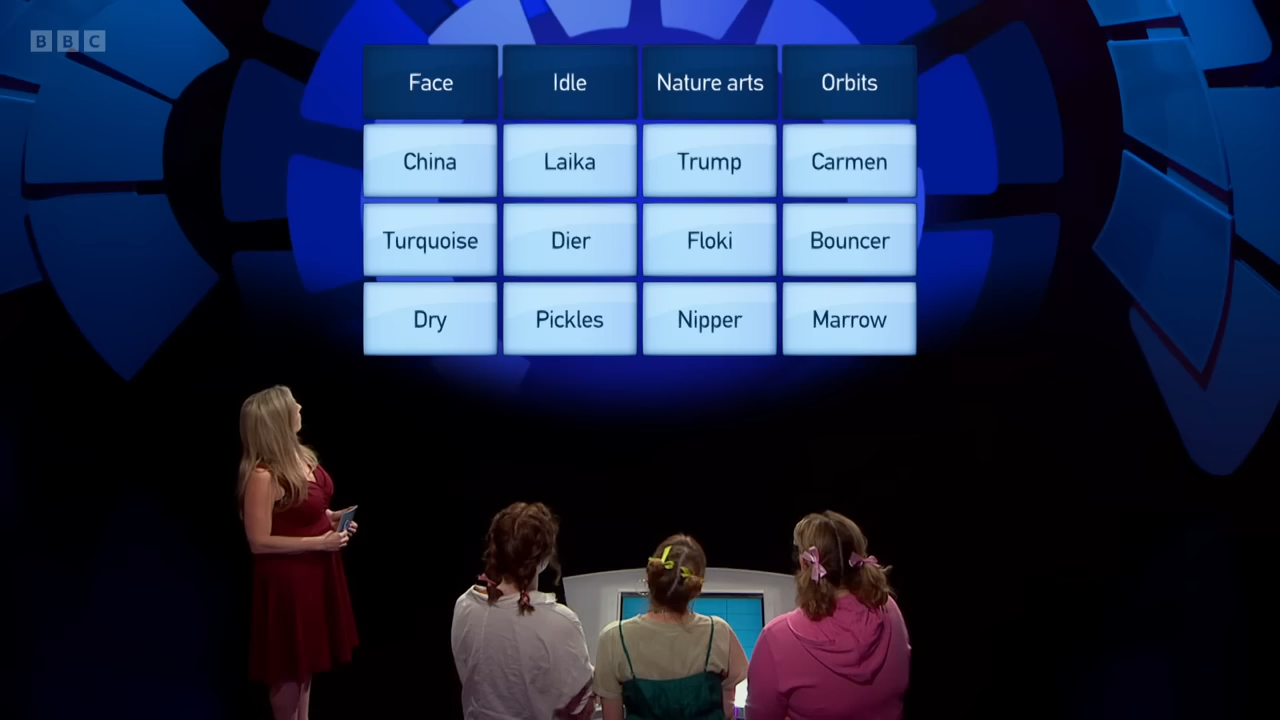 BBC
Face Idle Nature arts Orbits
China Laika Trump Carmen
Turquoise Dier Floki Bouncer
Dry Pickles Nipper Marrow